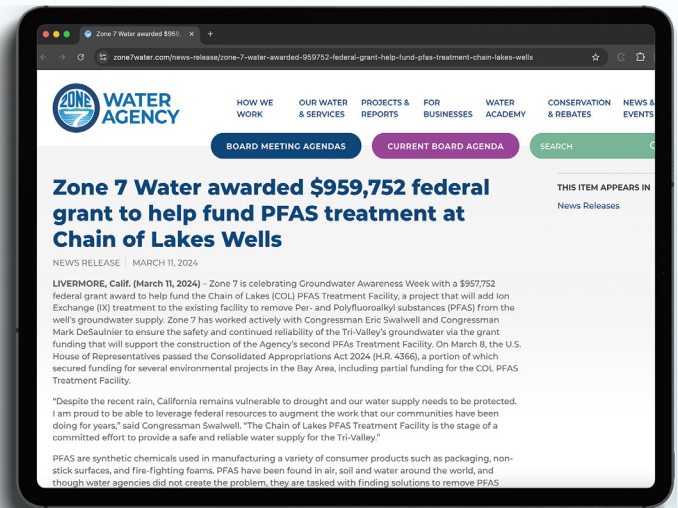 Zone 7 Water awarded $959,
zone7water.com/news-release/zone-7-water-awarded-959752-federal-grant-help-fund-pfas-treatment-chain-lakes-wells
ZONE 7
WATER
AGENCY
HOW WE
WORK
OUR WATER
& SERVICES
PROJECTS &
REPORTS
FOR
BUSINESSES
WATER
ACADEMY
CONSERVATION
& REBATES
NEWS &
EVENTS
BOARD MEETING AGENDAS
CURRENT BOARD AGENDA
SEARCH
Zone 7 Water awarded $959,752 federal
grant to help fund PFAS treatment at
Chain of Lakes Wells
NEWS RELEASE | MARCH 11, 2024
LIVERMORE, Calif. (March 11, 2024) – Zone 7 is celebrating Groundwater Awareness Week with a $957,752
federal grant award to help fund the Chain of Lakes (COL) PFAS Treatment Facility, a project that will add Ion
Exchange (IX) treatment to the existing facility to remove Per- and Polyfluoroalkyl substances (PFAS) from the
well's groundwater supply. Zone 7 has worked actively with Congressman Eric Swalwell and Congressman
Mark DeSaulnier to ensure the safety and continued reliability of the Tri-Valley's groundwater via the grant
funding that will support the construction of the Agency's second PFAs Treatment Facility. On March 8, the U.S.
House of Representatives passed the Consolidated Appropriations Act 2024 (H.R. 4366), a portion of which
secured funding for several environmental projects in the Bay Area, including partial funding for the COL PFAS
Treatment Facility.
"Despite the recent rain, California remains vulnerable to drought and our water supply needs to be protected.
I am proud to be able to leverage federal resources to augment the work that our communities have been
doing for years," said Congressman Swalwell. "The Chain of Lakes PFAS Treatment Facility is the stage of a
committed effort to provide a safe and reliable water supply for the Tri-Valley."
PFAS are synthetic chemicals used in manufacturing a variety of consumer products such as packaging, non-
stick surfaces, and fire-fighting foams. PFAS have been found in air, soil and water around the world, and
though water agencies did not create the problem, they are tasked with finding solutions to remove PFAS
THIS ITEM APPEARS IN
News Releases